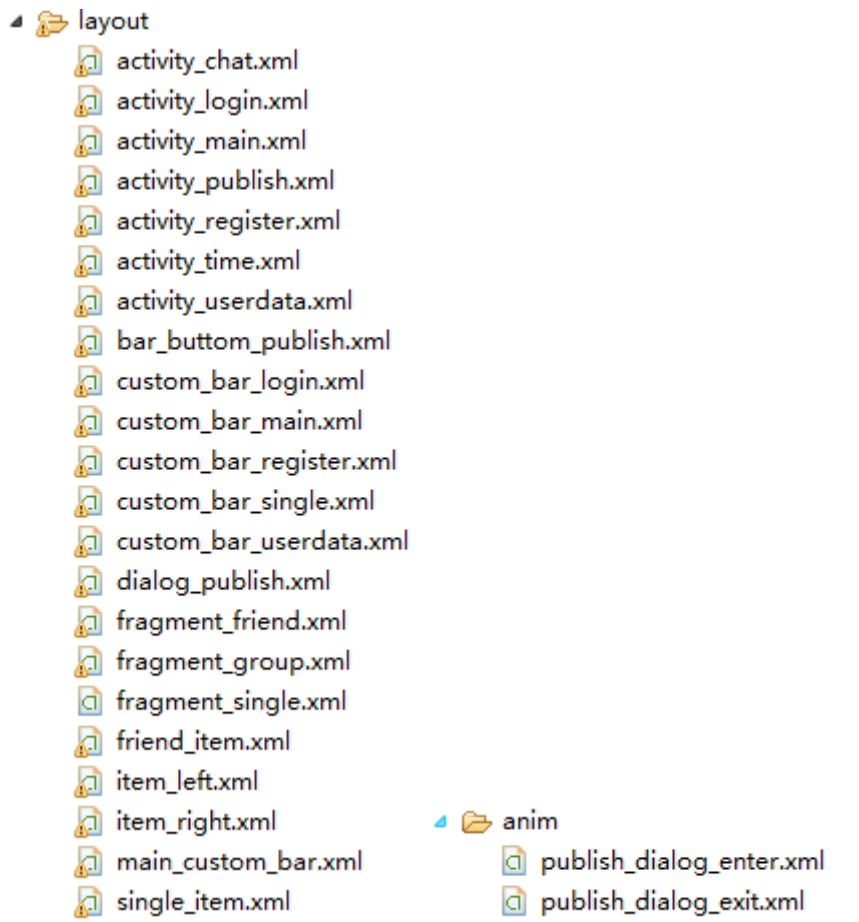 layout
activity_chat.xml
activity_login.xml
activity_main.xml
activity_publish.xml
activity_register.xml
activity_time.xml
activity_userdata.xml
bar_buttom_publish.xml
custom_bar_login.xml
custom_bar_main.xml
custom_bar_register.xml
custom_bar_single.xml
custom_bar_userdata.xml
dialog_publish.xml
fragment_friend.xml
fragment_group.xml
fragment_single.xml
friend_item.xml
item_left.xml
item_right.xml
main_custom_bar.xml
single_item.xml
anim
publish_dialog_enter.xml
publish_dialog_exit.xml